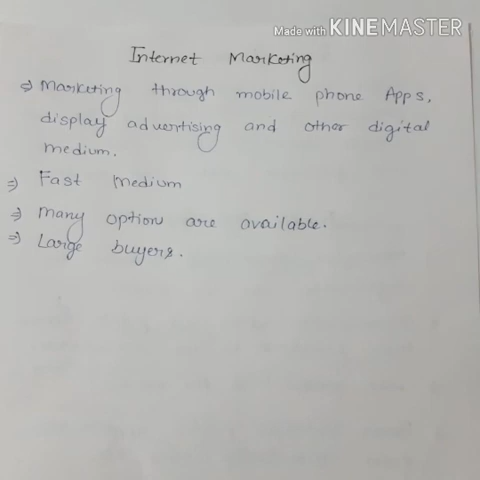 Made with KINEMASTER
Internet Marketing
⇒ Marketing through mobile phone Apps,
display advertising and other digital
medium.
⇒ Fast Medium
⇒ Many option are available.
⇒ Large buyers.